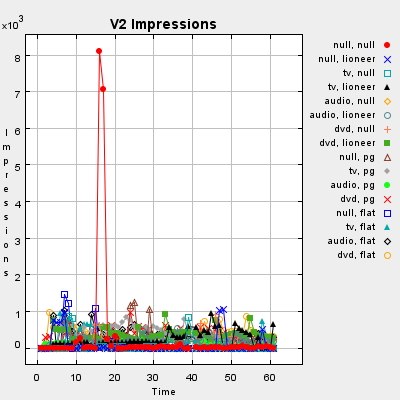 V2 Impressions
x10³
8
7
6
5
4
3
2
1
0
Impressions
0 10 20 30 40 50 60
Time
null, null
null, lioneer
tv, null
tv, lioneer
audio, null
audio, lioneer
dvd, null
dvd, lioneer
null, pg
tv, pg
audio, pg
dvd, pg
null, flat
tv, flat
audio, flat
dvd, flat